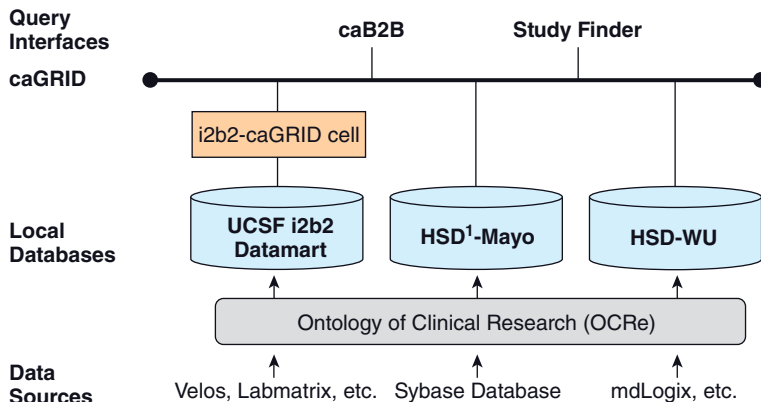 Query
Interfaces
caB2B
Study Finder
caGRID
i2b2-caGRID cell
Local
Databases
UCSF i2b2
Datamart
HSD¹-Mayo
HSD-WU
Ontology of Clinical Research (OCRe)
Data
Sources
Velos, Labmatrix, etc.
Sybase Database
mdLogix, etc.